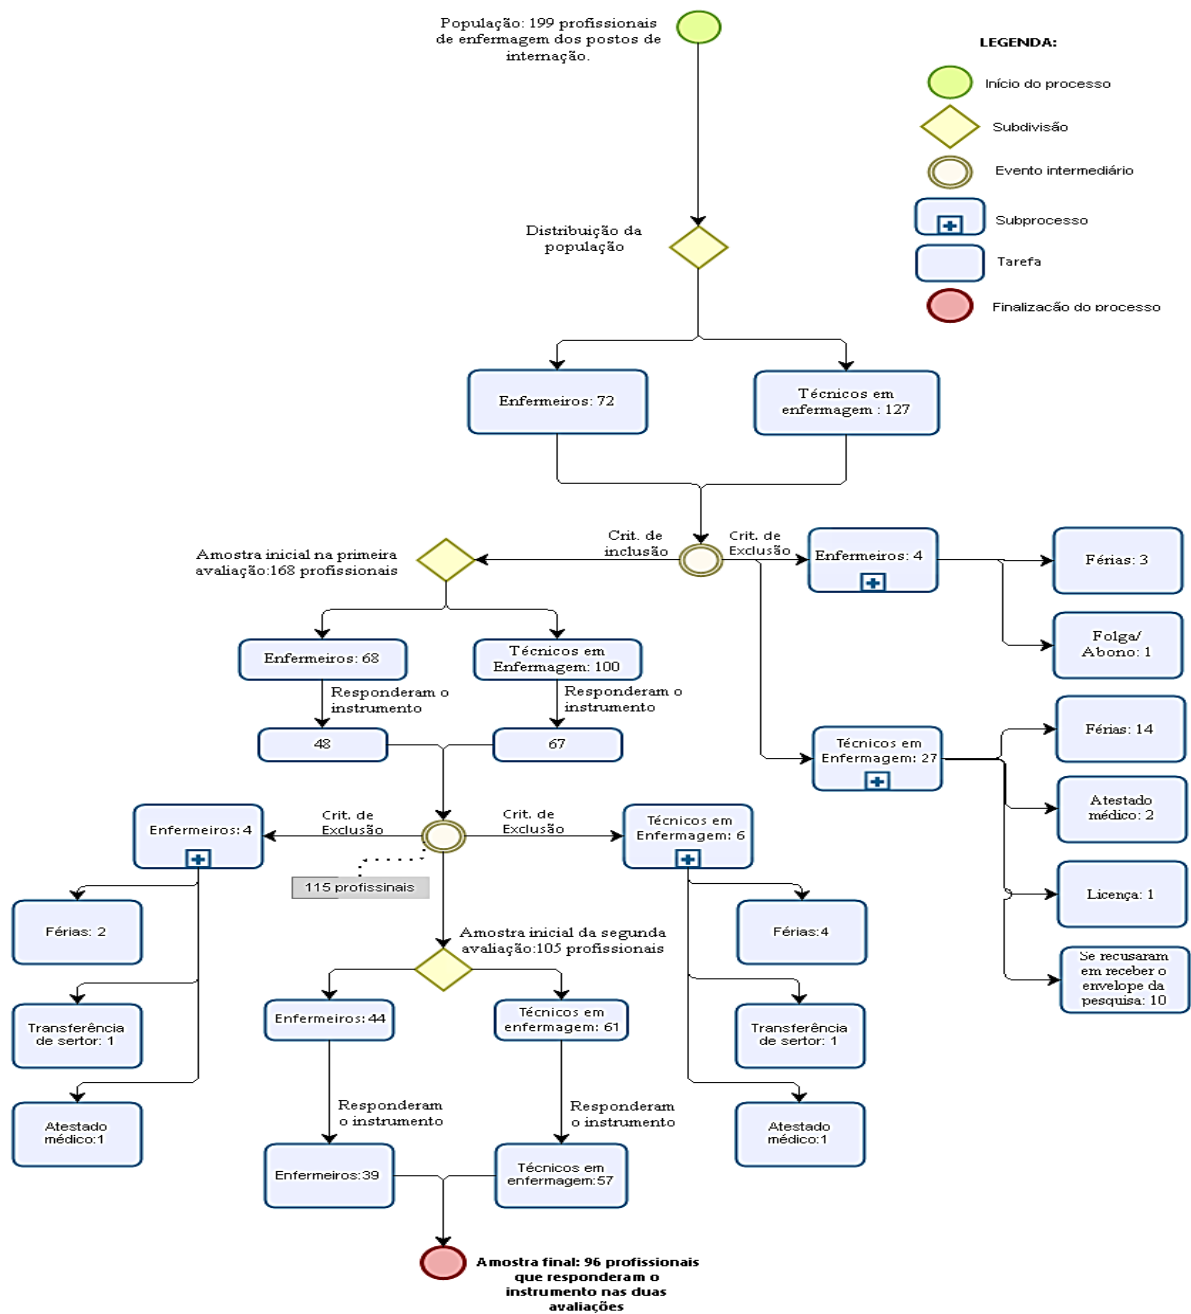 População: 199 profissionais
de enfermagem dos postos de
internação.
LEGENDA:
Início do processo
Subdivisão
Evento intermediário
Subprocesso
Tarefa
Finalização do processo
Distribuição da
população
Enfermeiros: 72
Técnicos em
enfermagem : 127
Crit. de
inclusão
Crit. de
Exclusão
Amostra inicial na primeira
avaliação:168 profissionais
Enfermeiros: 4
Férias: 3
Folga/
Abono: 1
Enfermeiros: 68
Técnicos em
Enfermagem: 100
Responderam o
instrumento
Responderam o
instrumento
48
67
Técnicos em
Enfermagem: 27
Férias: 14
Atestado
médico: 2
Licença: 1
Se recusaram
em receber o
envelope da
pesquisa: 10
Enfermeiros: 4
Crit. de
Exclusão
Crit. de
Exclusão
Técnicos em
Enfermagem: 6
115 profissinais
Férias: 2
Transferência
de sertor: 1
Atestado
médico:1
Férias:4
Transferência
de sertor: 1
Atestado
médico:1
Amostra inicial da segunda
avaliação:105 profissionais
Enfermeiros: 44
Técnicos em
enfermagem: 61
Responderam
o instrumento
Responderam
o instrumento
Enfermeiros:39
Técnicos em
enfermagem:57
Amostra final: 96 profissionais
que responderam o
instrumento nas duas
avaliações